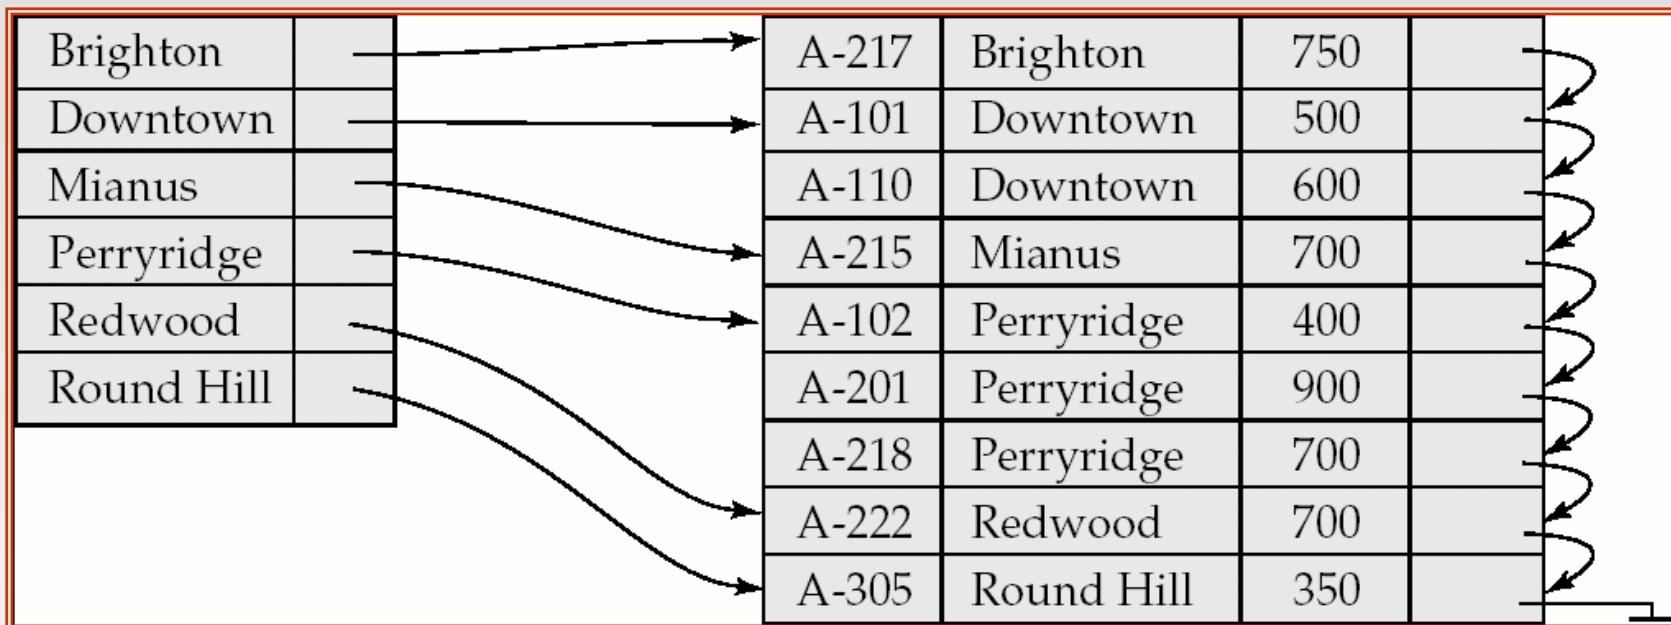 Brighton
Downtown
Mianus
Perryridge
Redwood
Round Hill
A-217 Brighton 750
A-101 Downtown 500
A-110 Downtown 600
A-215 Mianus 700
A-102 Perryridge 400
A-201 Perryridge 900
A-218 Perryridge 700
A-222 Redwood 700
A-305 Round Hill 350